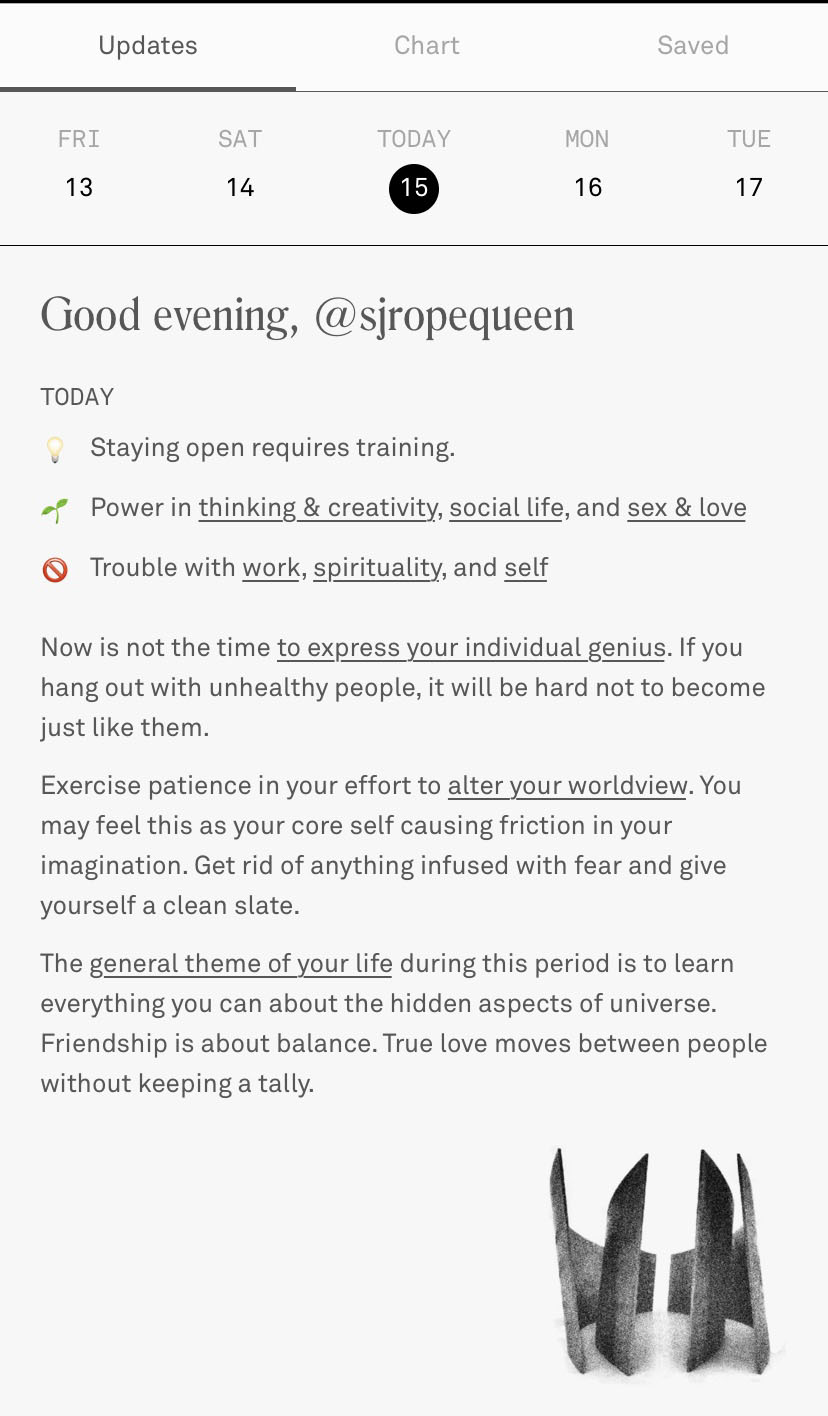 Updates Chart Saved
FRI SAT TODAY MON TUE
13 14 15 16 17
Good evening, @sjropequeen
TODAY
💡 Staying open requires training.
🌱 Power in thinking & creativity, social life, and sex & love
🚫 Trouble with work, spirituality, and self
Now is not the time to express your individual genius. If you
hang out with unhealthy people, it will be hard not to become
just like them.
Exercise patience in your effort to alter your worldview. You
may feel this as your core self causing friction in your
imagination. Get rid of anything infused with fear and give
yourself a clean slate.
The general theme of your life during this period is to learn
everything you can about the hidden aspects of universe.
Friendship is about balance. True love moves between people
without keeping a tally.